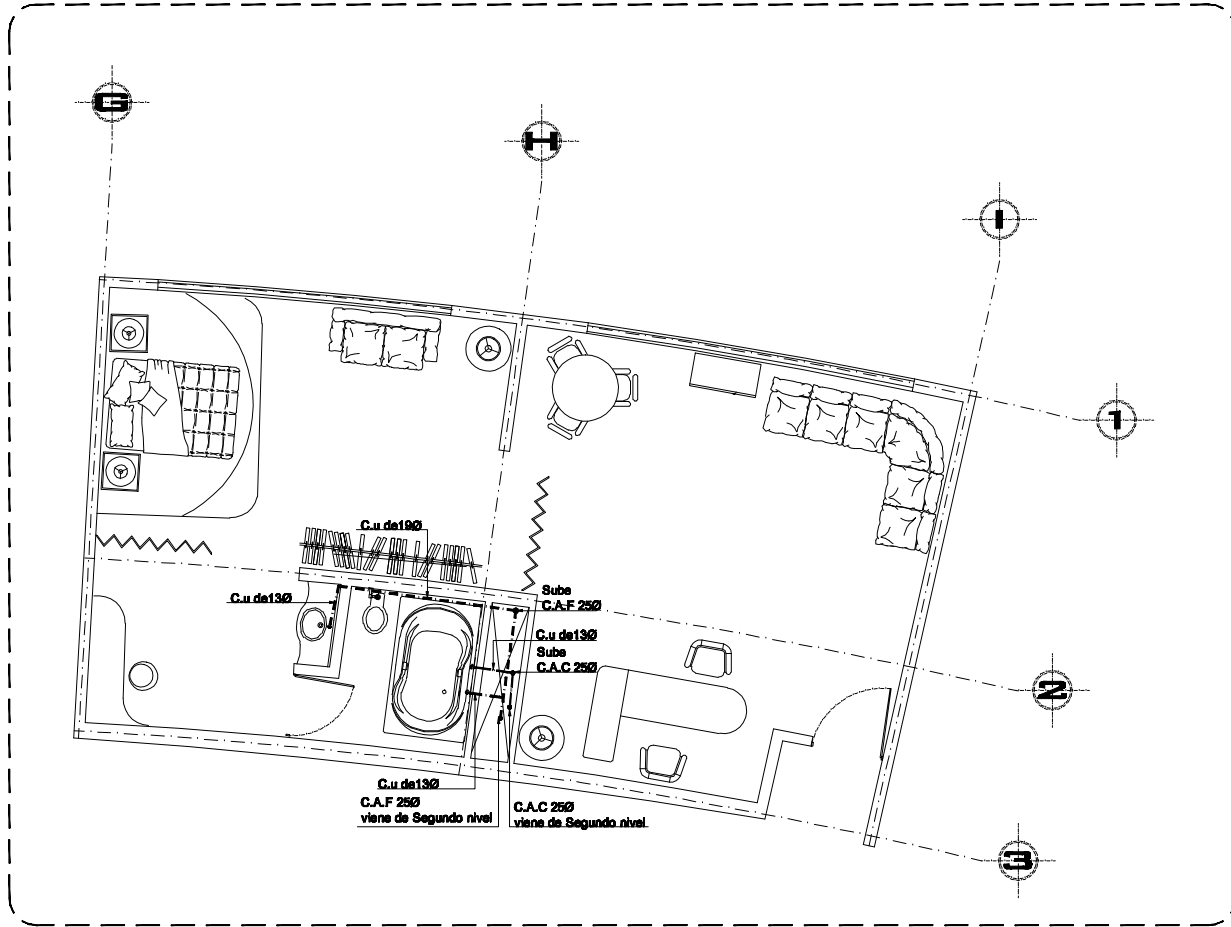 G
H
I
1
C.u de19Ø
C.u de13Ø
Sube
C.A.F 25Ø
C.u de13Ø
Sube
C.A.C 25Ø
2
C.u de13Ø
C.A.F 25Ø
viene de Segundo nivel
C.A.C 25Ø
viene de Segundo nivel
3